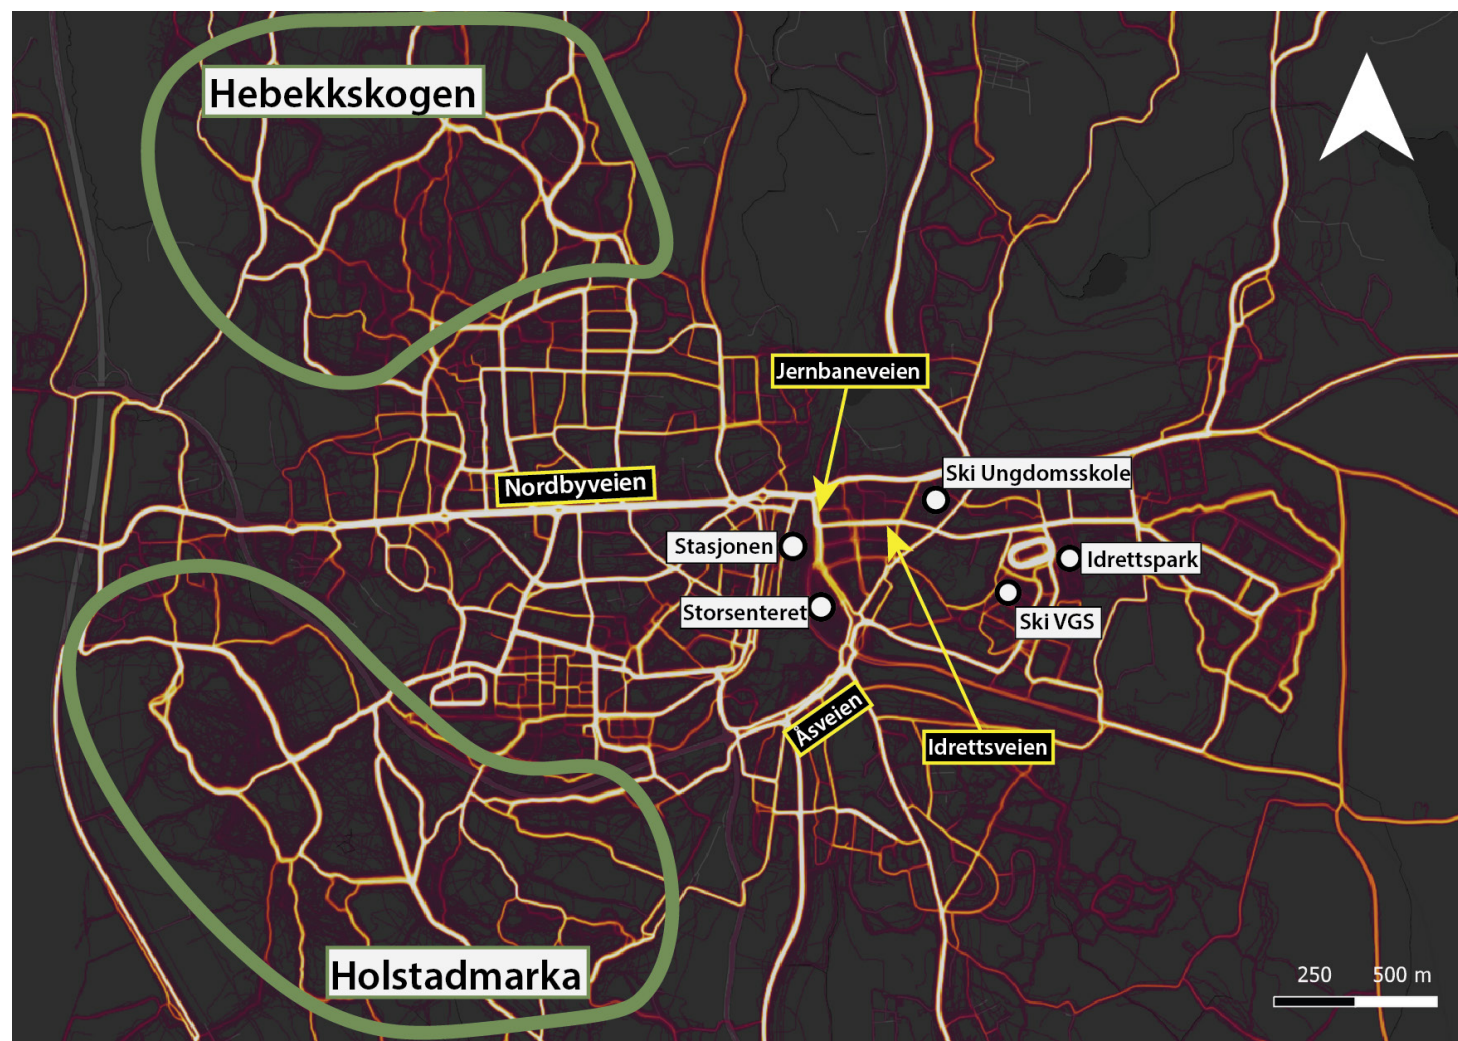 Hebekkskogen
Jernbaneveien
Ski Ungdomsskole
Nordbyveien
Stasjonen
Idrettspark
Storsenteret
Ski VGS
Åsveien
Idrettsveien
Holstadmarka
250 500 m